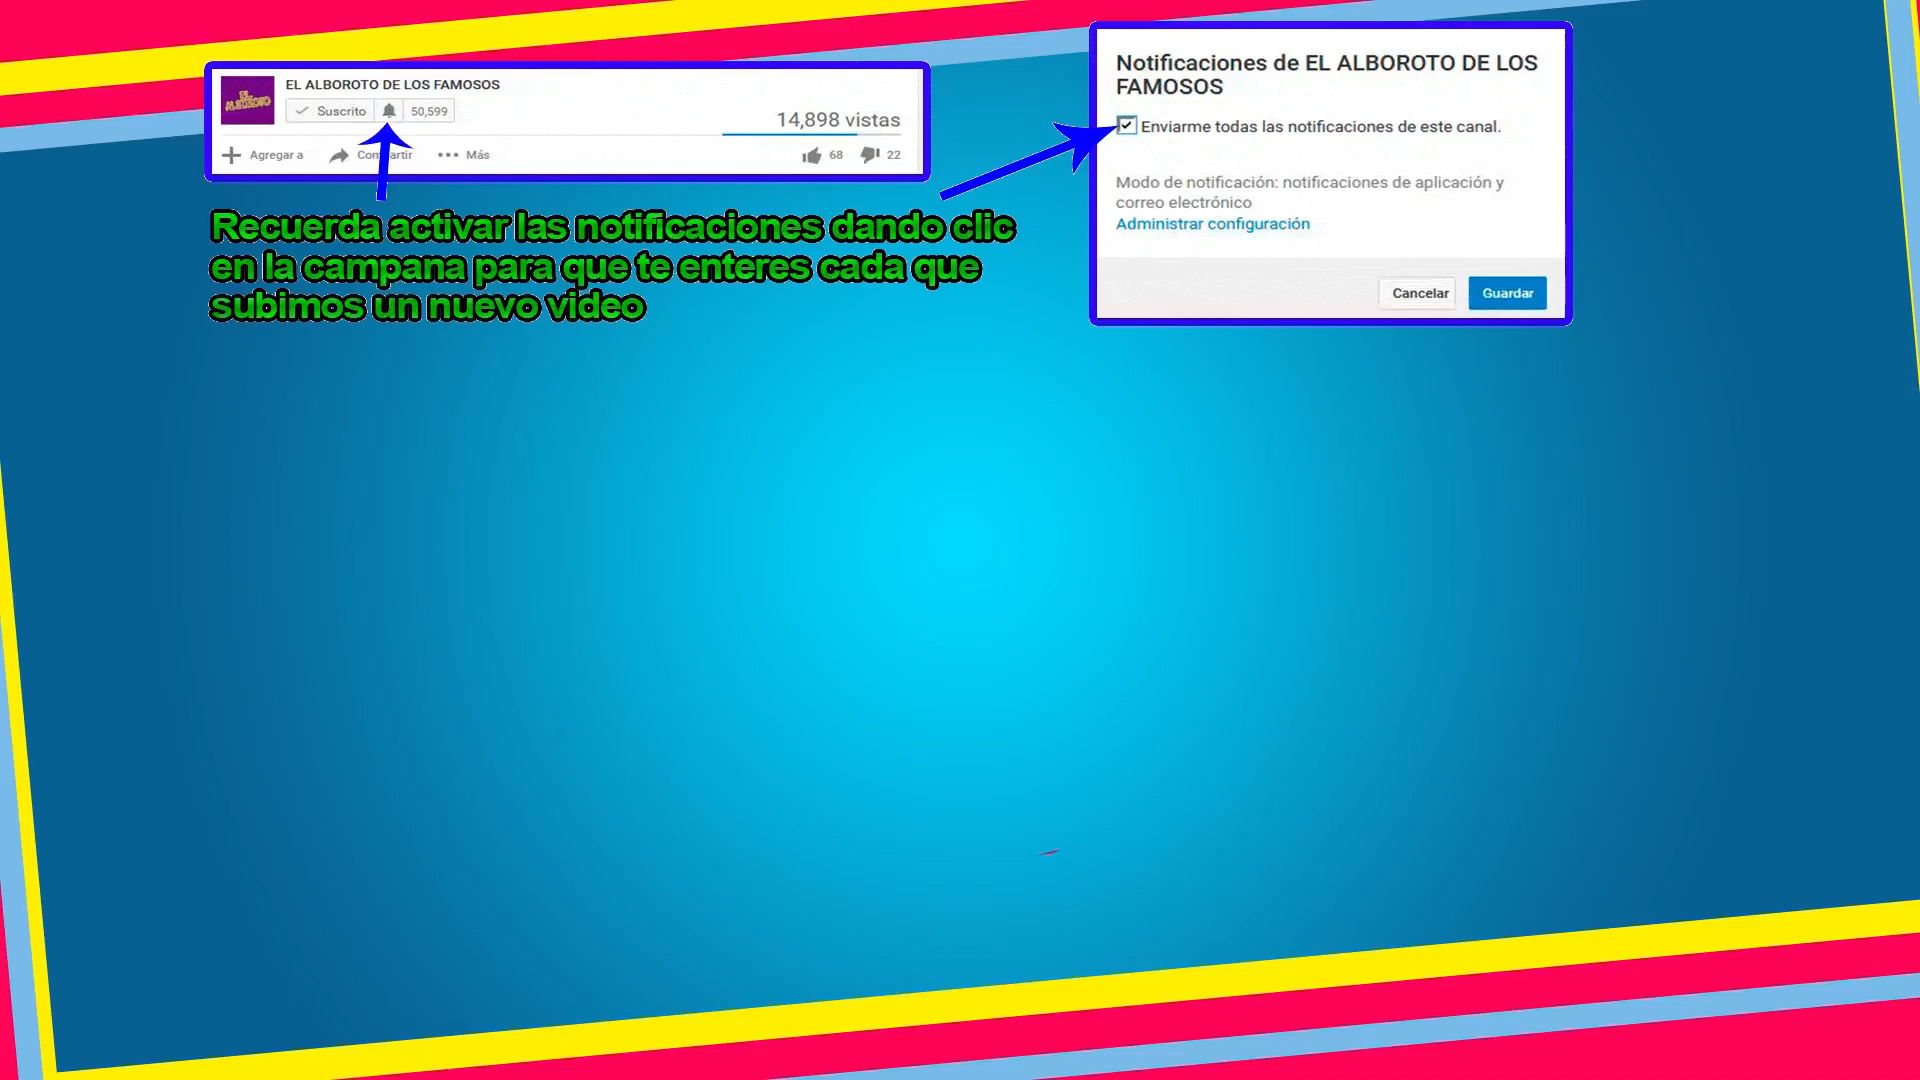 EL ALBOROTO DE LOS FAMOSOS
EL ALBOROTO
Suscrito 50,599
14,898 vistas
Agregar a Compartir Más 68 22
Recuerda activar las notificaciones dando clic
en la campana para que te enteres cada que
subimos un nuevo video
Notificaciones de EL ALBOROTO DE LOS
FAMOSOS
Enviarme todas las notificaciones de este canal.
Modo de notificación: notificaciones de aplicación y
correo electrónico
Administrar configuración
Cancelar Guardar